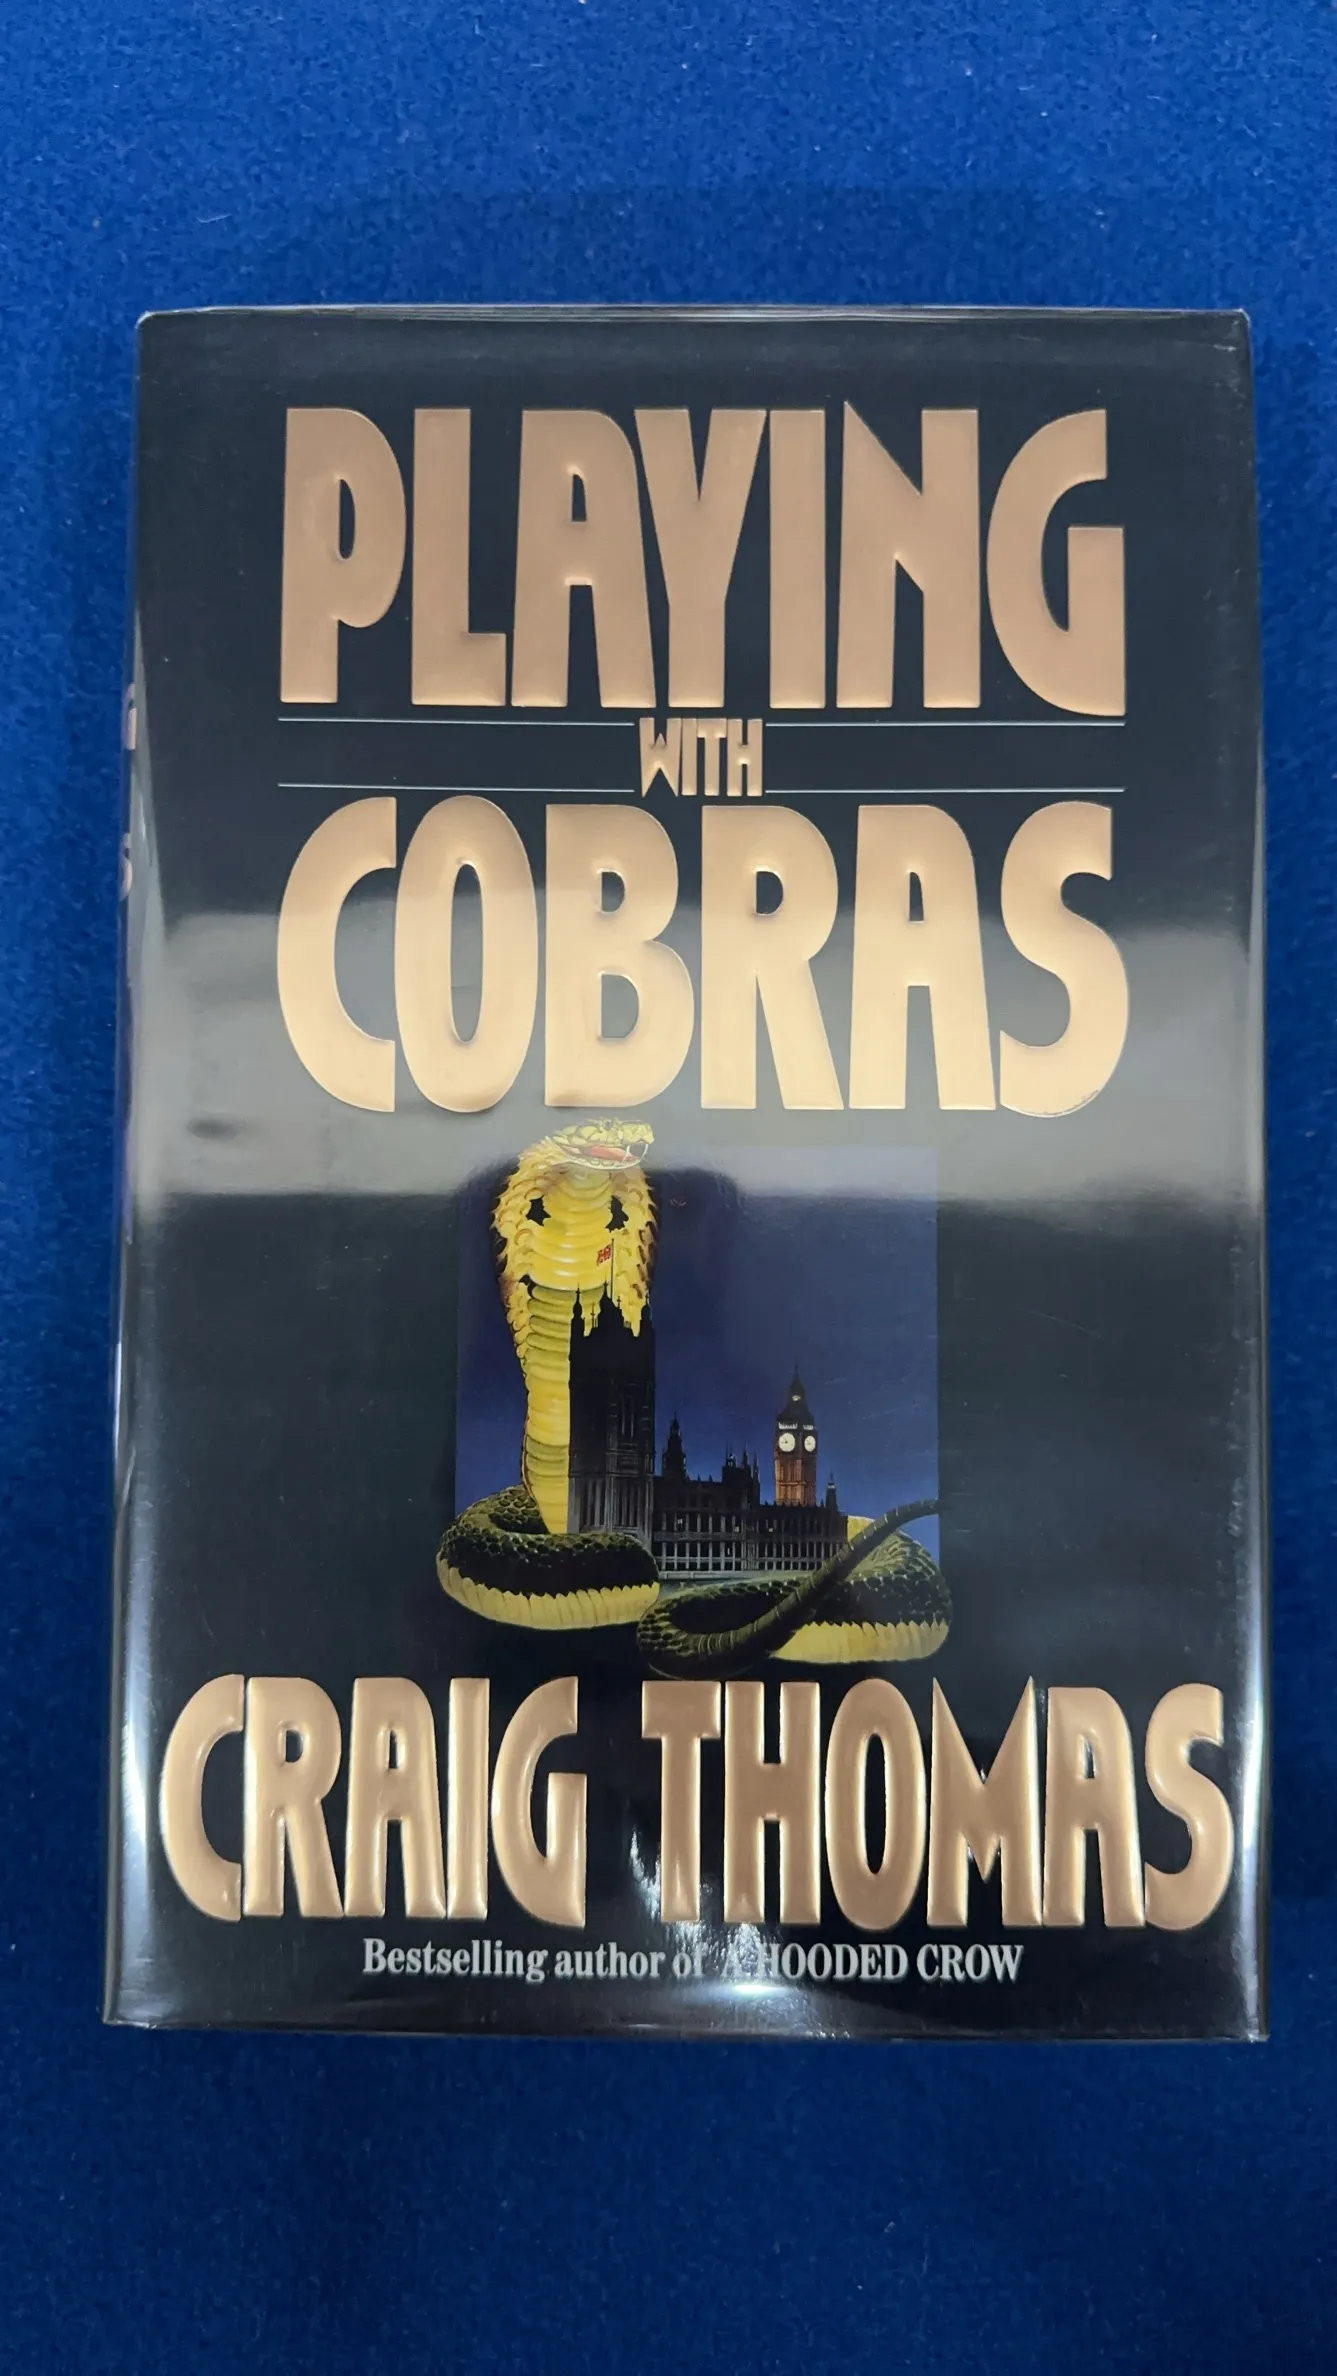 PLAYING
WITH
COBRAS
CRAIG THOMAS
Bestselling author of A HOODED CROW